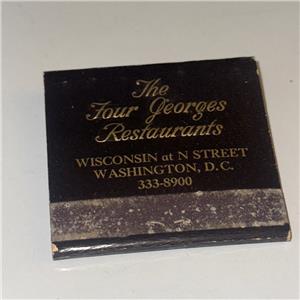 The
Four Georges
Restaurants
WISCONSIN at N STREET
WASHINGTON, D.C.
333-8900